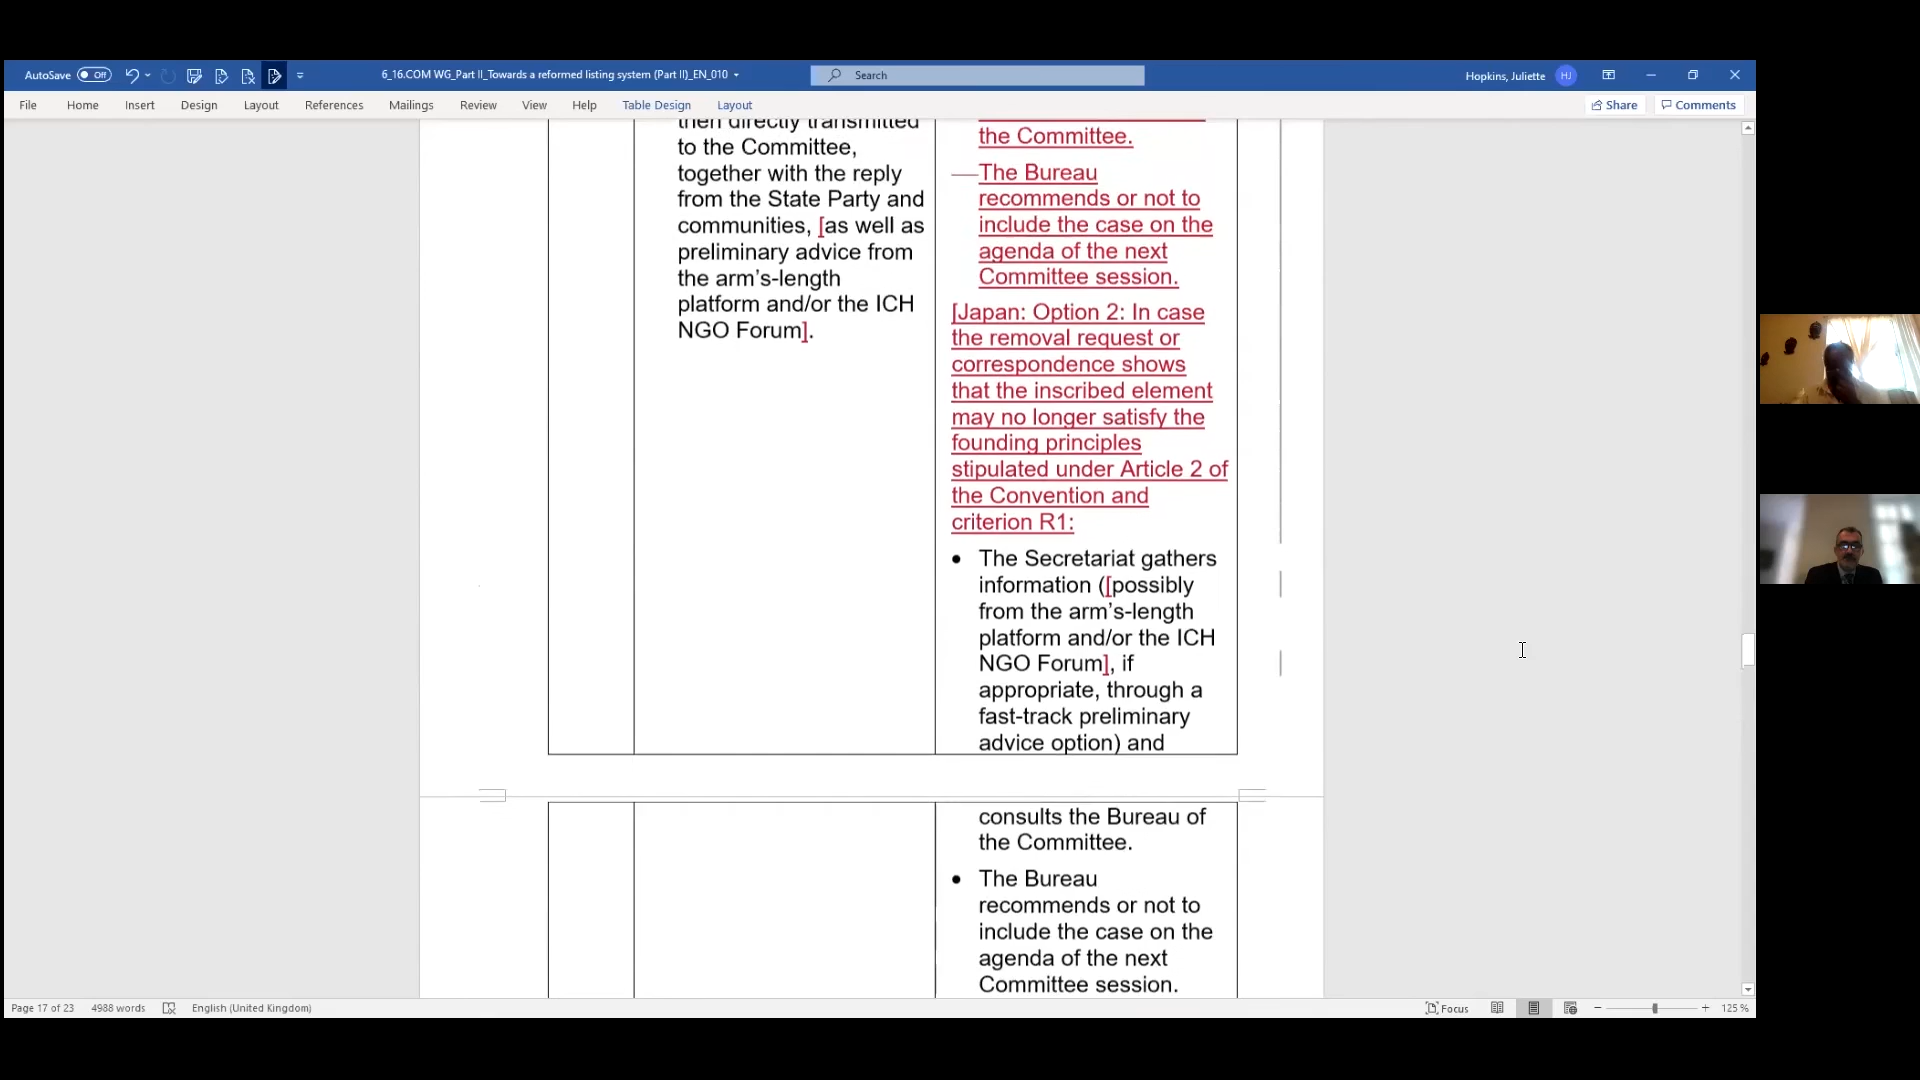 AutoSave Off
6_16.COM WG_Part II_Towards a reformed listing system (Part II)_EN_010
Search
Hopkins, Juliette HJ
File Home Insert Design Layout References Mailings Review View Help Table Design Layout
Share Comments
then directly transmitted
to the Committee,
together with the reply
from the State Party and
communities, [as well as
preliminary advice from
the arm's-length
platform and/or the ICH
NGO Forum].
the Committee.
The Bureau
recommends or not to
include the case on the
agenda of the next
Committee session.
[Japan: Option 2: In case
the removal request or
correspondence shows
that the inscribed element
may no longer satisfy the
founding principles
stipulated under Article 2 of
the Convention and
criterion R1:
• The Secretariat gathers
information ([possibly
from the arm's-length
platform and/or the ICH
NGO Forum], if
appropriate, through a
fast-track preliminary
advice option) and
consults the Bureau of
the Committee.
• The Bureau
recommends or not to
include the case on the
agenda of the next
Committee session.
Page 17 of 23 4988 words English (United Kingdom)
Focus
125 %